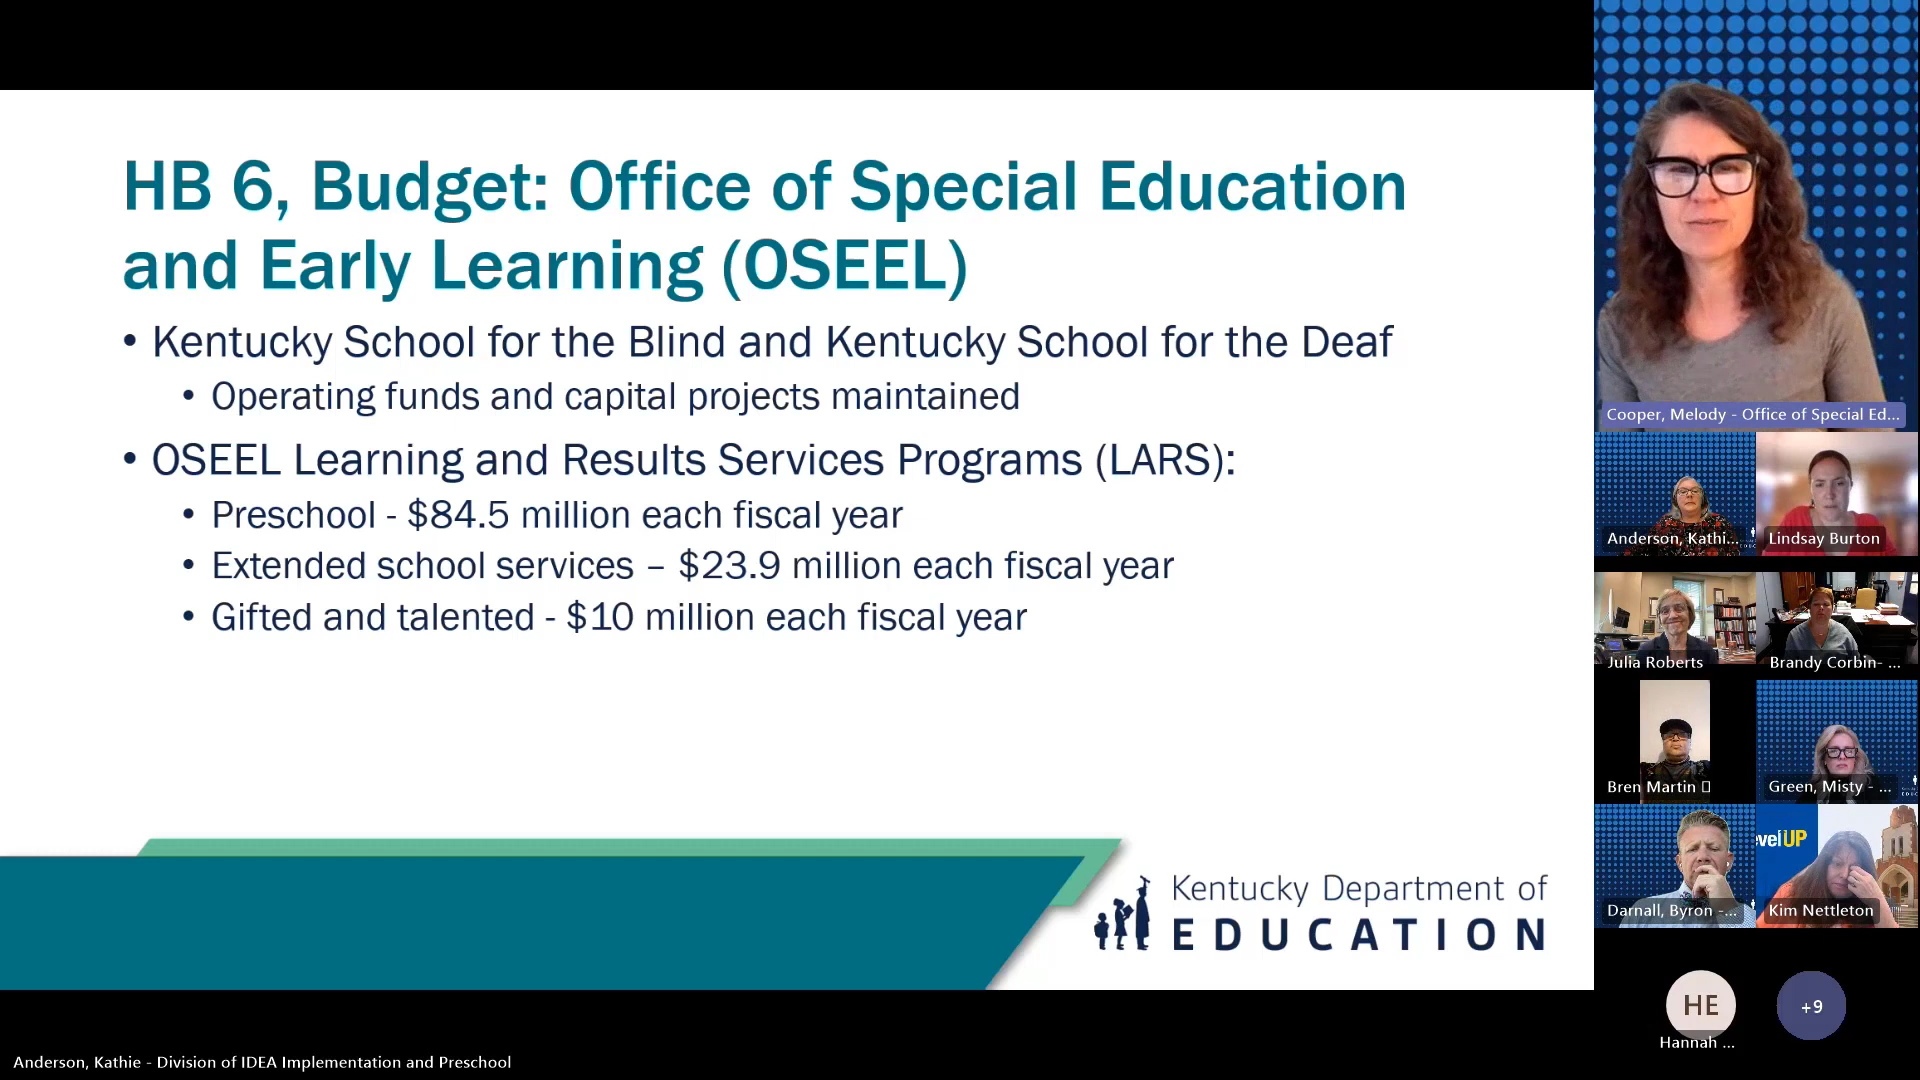 HB 6, Budget: Office of Special Education
and Early Learning (OSEEL)
• Kentucky School for the Blind and Kentucky School for the Deaf
• Operating funds and capital projects maintained
• OSEEL Learning and Results Services Programs (LARS):
• Preschool - $84.5 million each fiscal year
• Extended school services – $23.9 million each fiscal year
• Gifted and talented - $10 million each fiscal year
Kentucky Department of
EDUCATION
Cooper, Melody - Office of Special Ed...
Anderson, Kathi...
Lindsay Burton
Julia Roberts
Brandy Corbin- ...
Bren Martin
Green, Misty - ...
evelUP
Darnall, Byron -...
Kim Nettleton
HE
+9
Hannah ...
Anderson, Kathie - Division of IDEA Implementation and Preschool